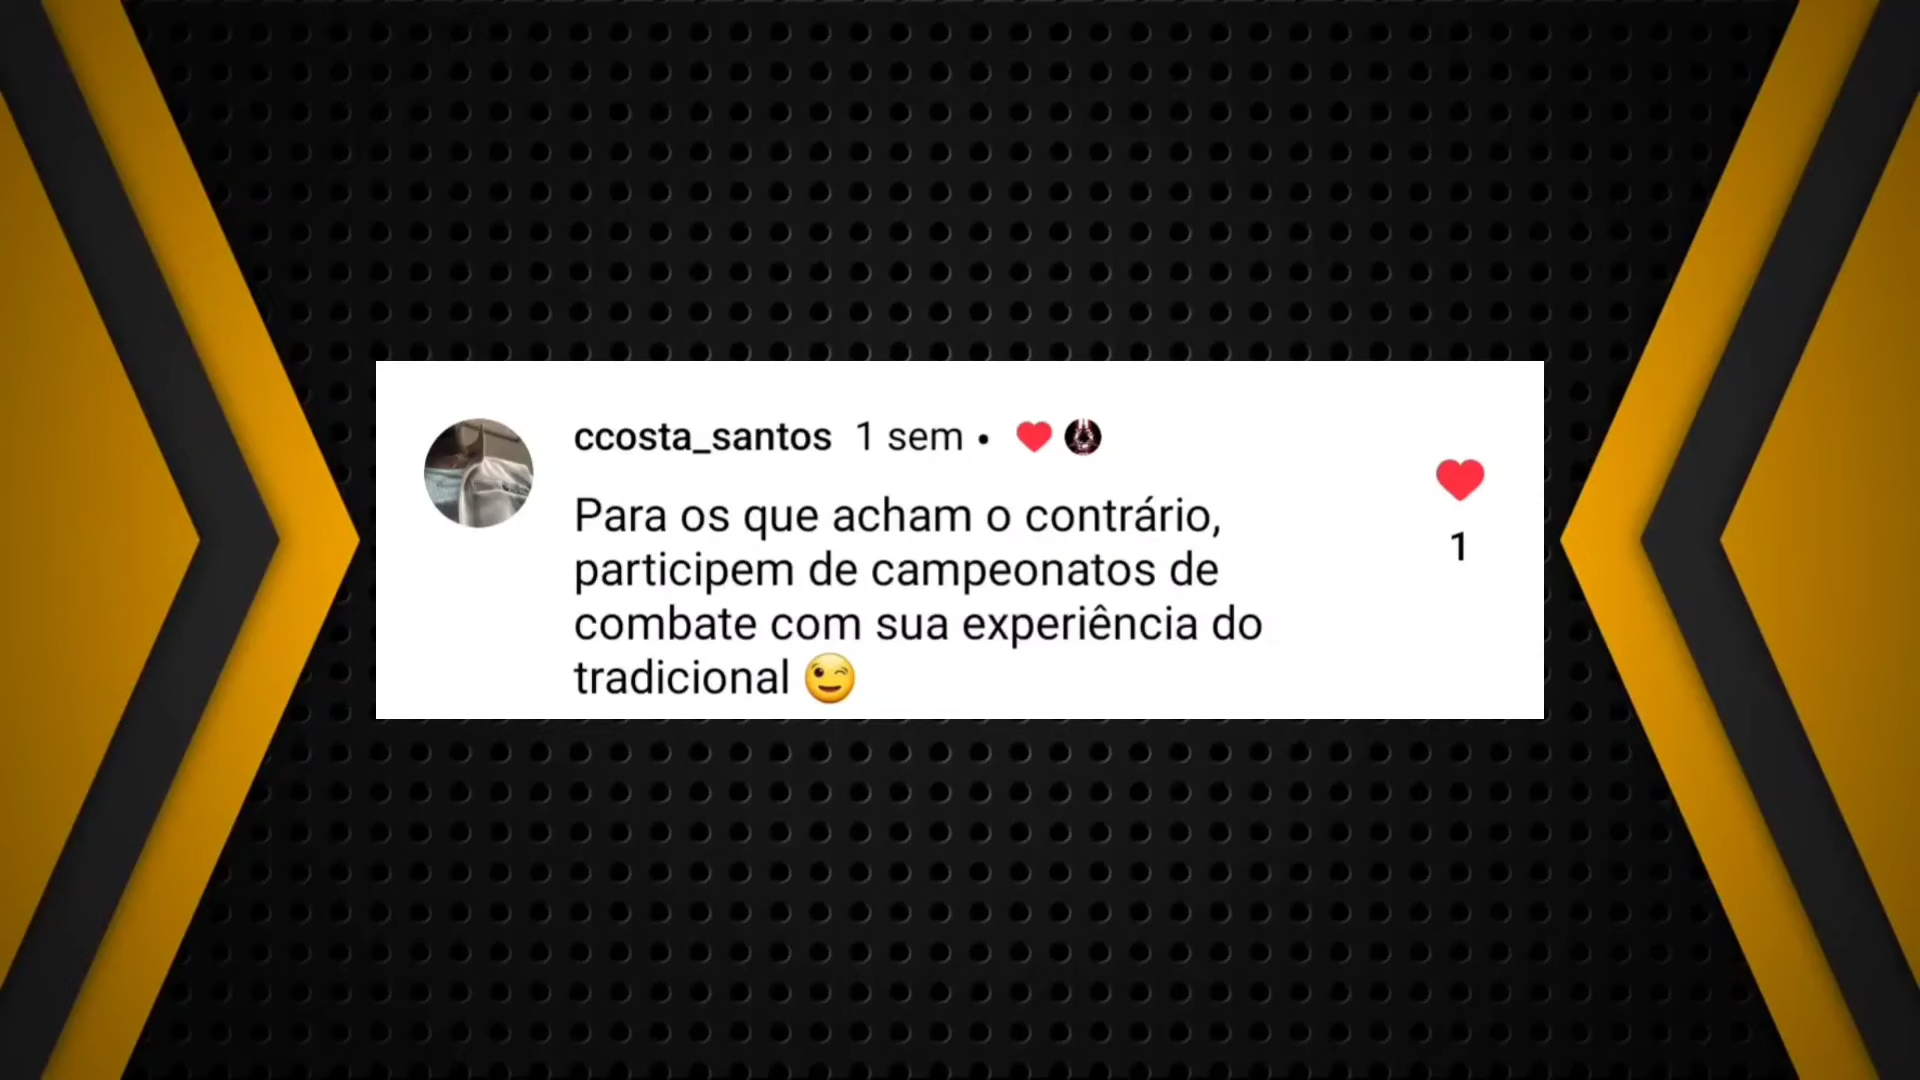 ccosta_santos 1 sem • ❤️
Para os que acham o contrário,
participem de campeonatos de
combate com sua experiência do
tradicional 😉
1